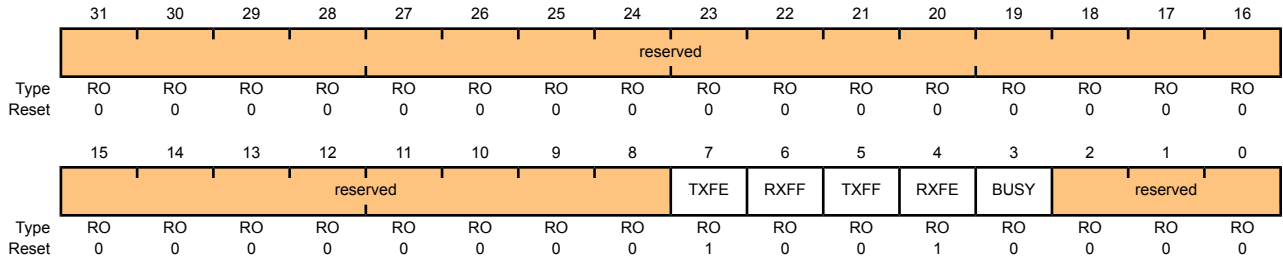 31 30 29 28 27 26 25 24 23 22 21 20 19 18 17 16
reserved
Type RO RO RO RO RO RO RO RO RO RO RO RO RO RO RO RO
Reset 0 0 0 0 0 0 0 0 0 0 0 0 0 0 0 0
15 14 13 12 11 10 9 8 7 6 5 4 3 2 1 0
reserved TXFE RXFF TXFF RXFE BUSY reserved
Type RO RO RO RO RO RO RO RO RO RO RO RO RO RO RO RO
Reset 0 0 0 0 0 0 0 0 1 0 0 1 0 0 0 0